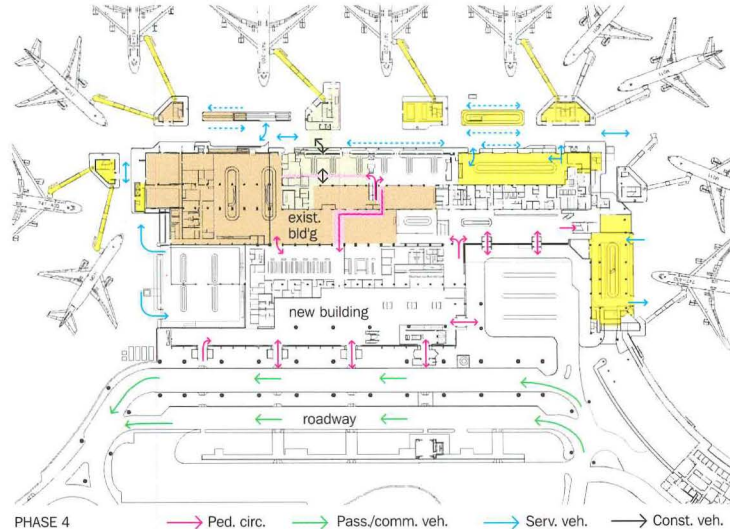 exist.
bld'g
new building
roadway
PHASE 4
Ped. circ.
Pass./comm. veh.
Serv. veh.
Const. veh.